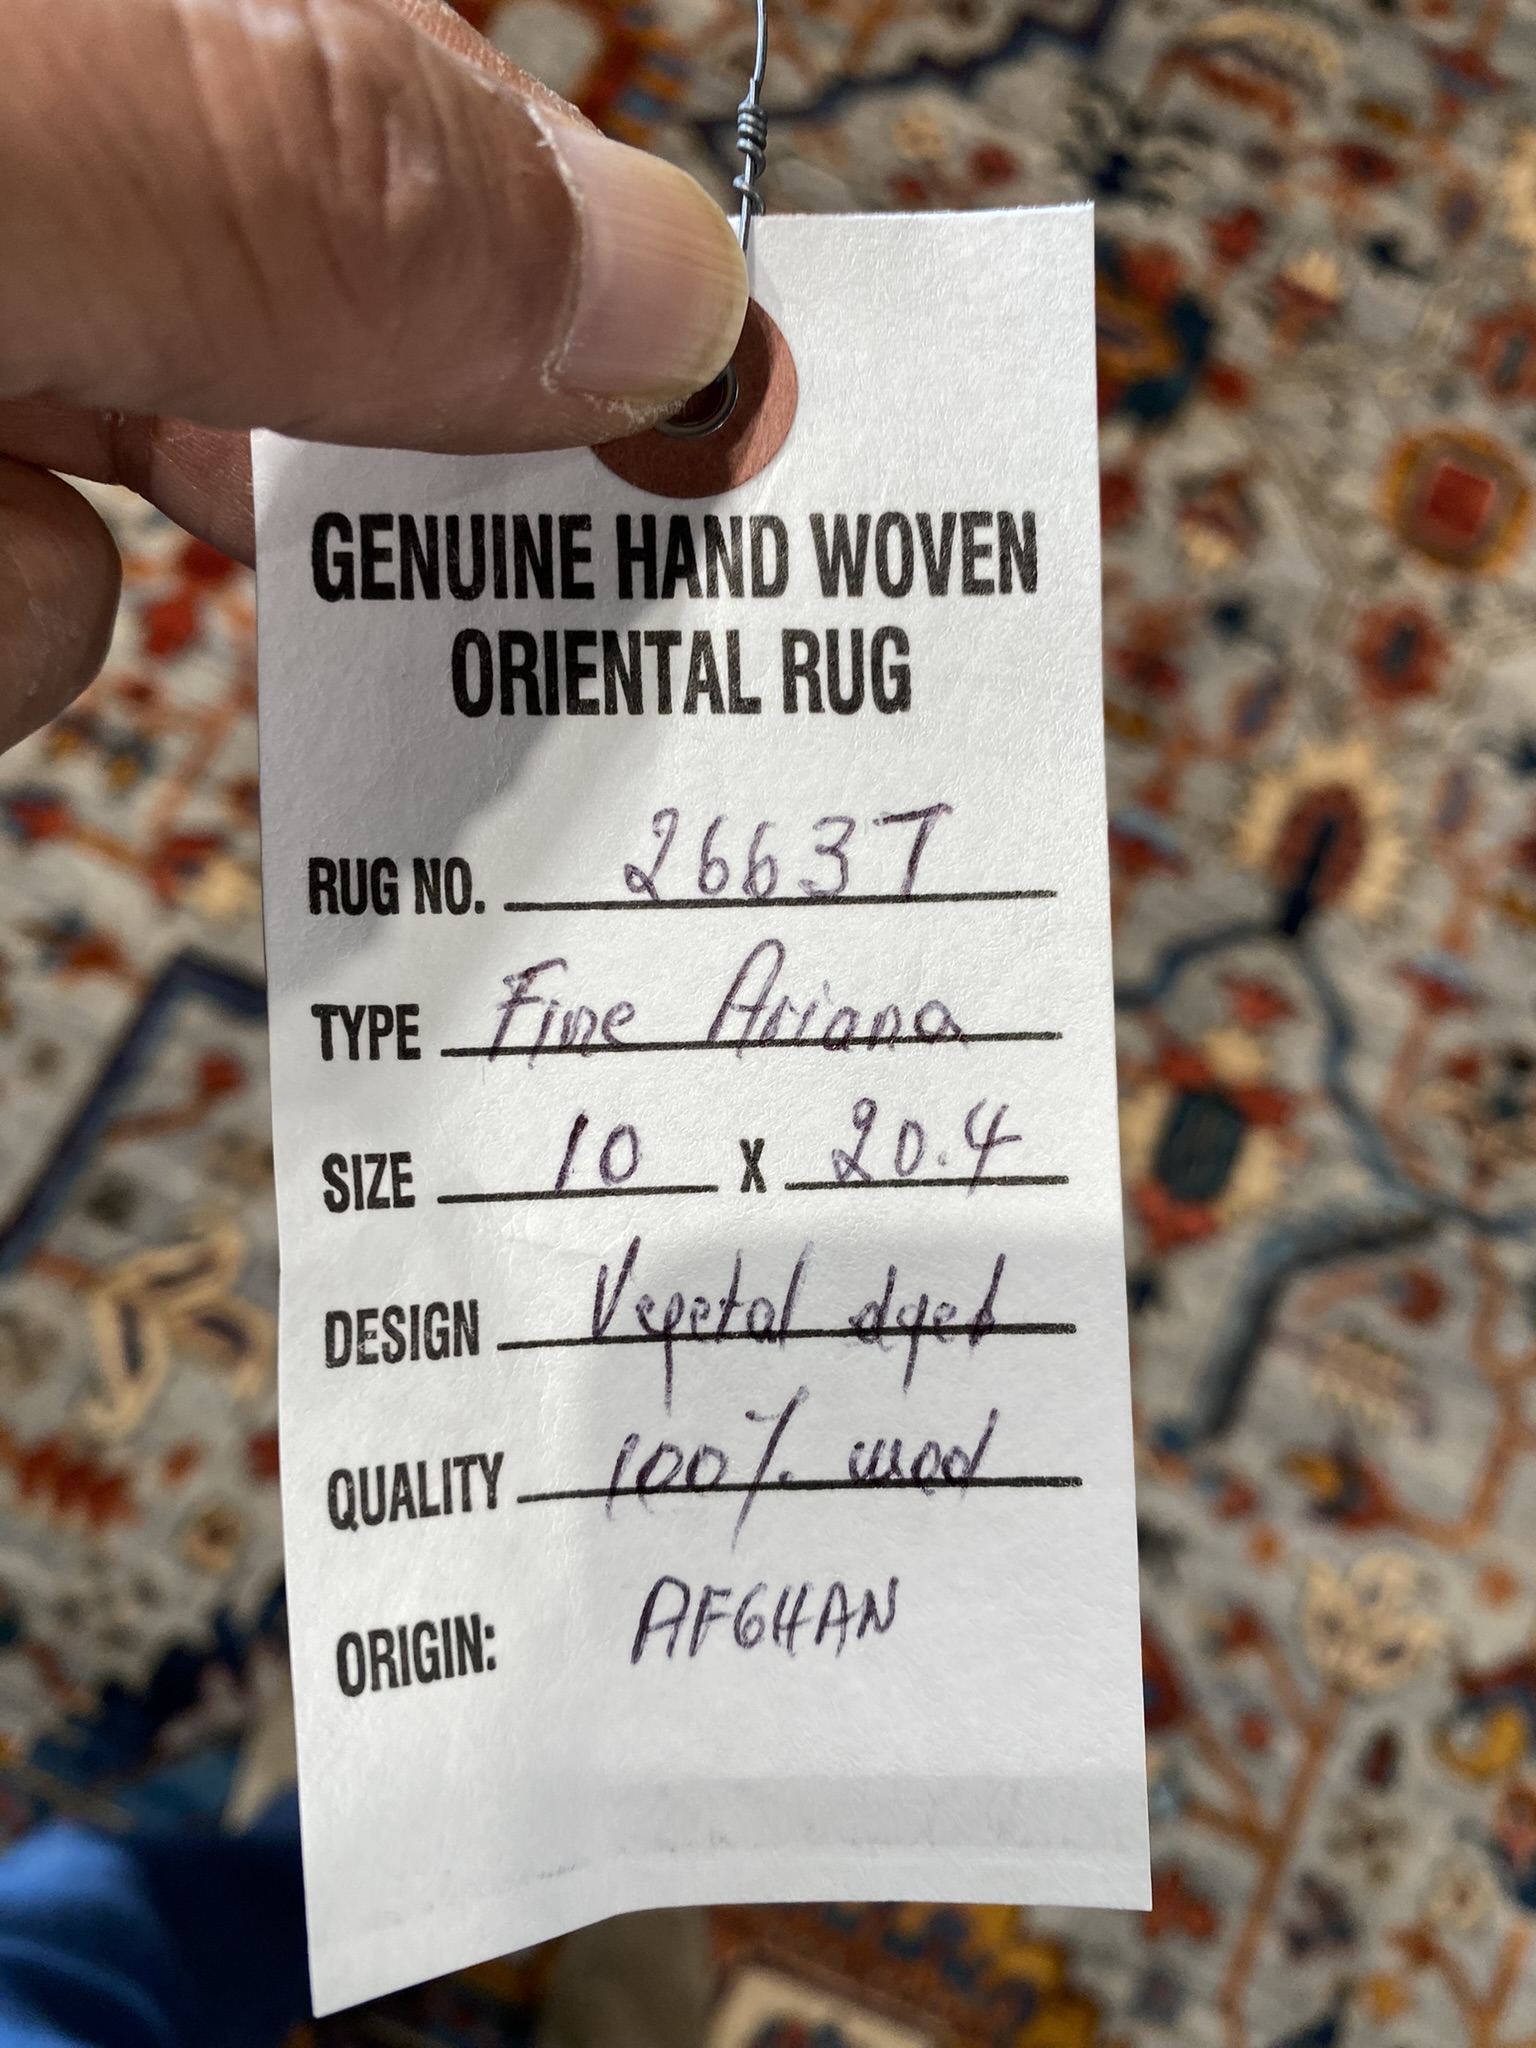 GENUINE HAND WOVEN
ORIENTAL RUG
RUG NO. 26637
TYPE Fine Ariana
SIZE 10 X 20.4
DESIGN Vegetal dyed
QUALITY 100% wool
ORIGIN: AFGHAN